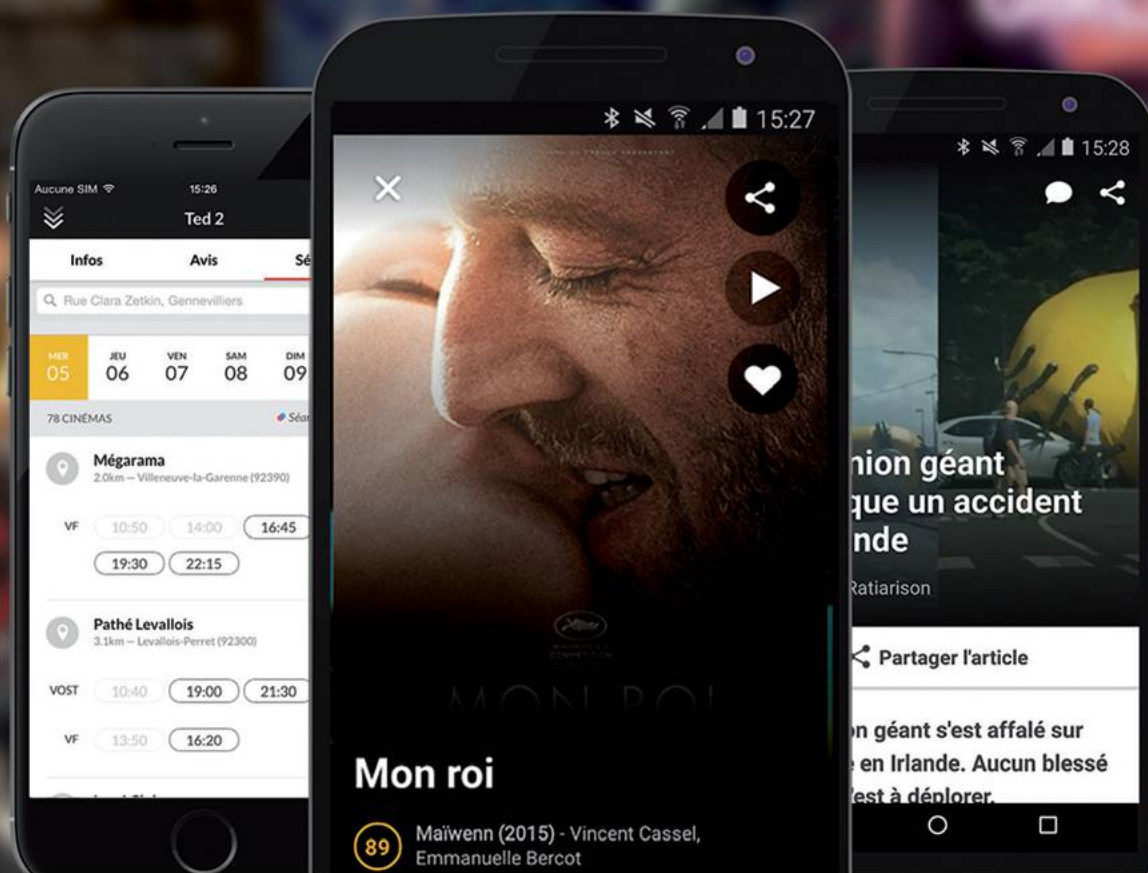 Aucune SIM 15:26
Ted 2
Infos Avis Sé
Rue Clara Zetkin, Gennevilliers
MER JEU VEN SAM DIM
05 06 07 08 09
78 CINÉMAS Séan
Mégarama
2.0km — Villeneuve-la-Garenne (92390)
VF 10:50 14:00 16:45
19:30 22:15
Pathé Levallois
3.1km — Levallois-Perret (92300)
VOST 10:40 19:00 21:30
VF 13:50 16:20
15:27
COMPETITION
MON ROI
Mon roi
89
Maïwenn (2015) - Vincent Cassel,
Emmanuelle Bercot
15:28
nion géant
que un accident
nde
Ratiarison
Partager l'article
on géant s'est affalé sur
e en Irlande. Aucun blessé
'est à déplorer.